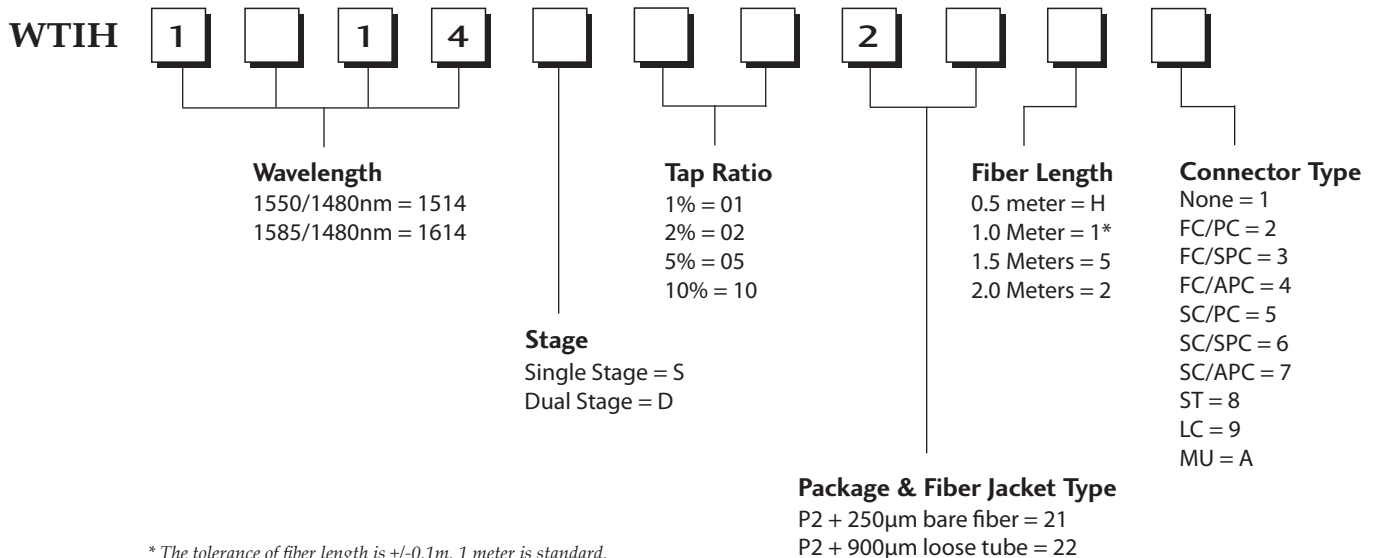 WTIH 1 1 4 2
Wavelength
1550/1480nm = 1514
1585/1480nm = 1614
Stage
Single Stage = S
Dual Stage = D
Tap Ratio
1% = 01
2% = 02
5% = 05
10% = 10
Package & Fiber Jacket Type
P2 + 250µm bare fiber = 21
P2 + 900µm loose tube = 22
Fiber Length
0.5 meter = H
1.0 Meter = 1*
1.5 Meters = 5
2.0 Meters = 2
Connector Type
None = 1
FC/PC = 2
FC/SPC = 3
FC/APC = 4
SC/PC = 5
SC/SPC = 6
SC/APC = 7
ST = 8
LC = 9
MU = A
* The tolerance of fiber length is +/-0.1m. 1 meter is standard.